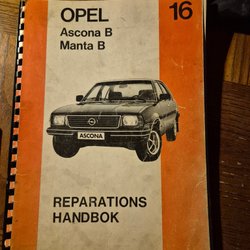 OPEL
16
Ascona B
Manta B
ASCONA
REPARATIONS
HANDBOK